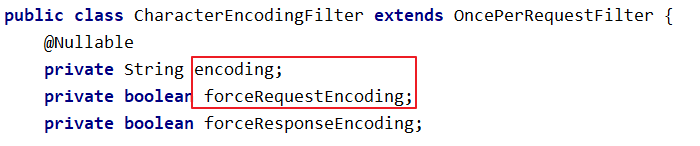 public class CharacterEncodingFilter extends OncePerRequestFilter {
@Nullable
private String encoding;
private boolean forceRequestEncoding;
private boolean forceResponseEncoding;